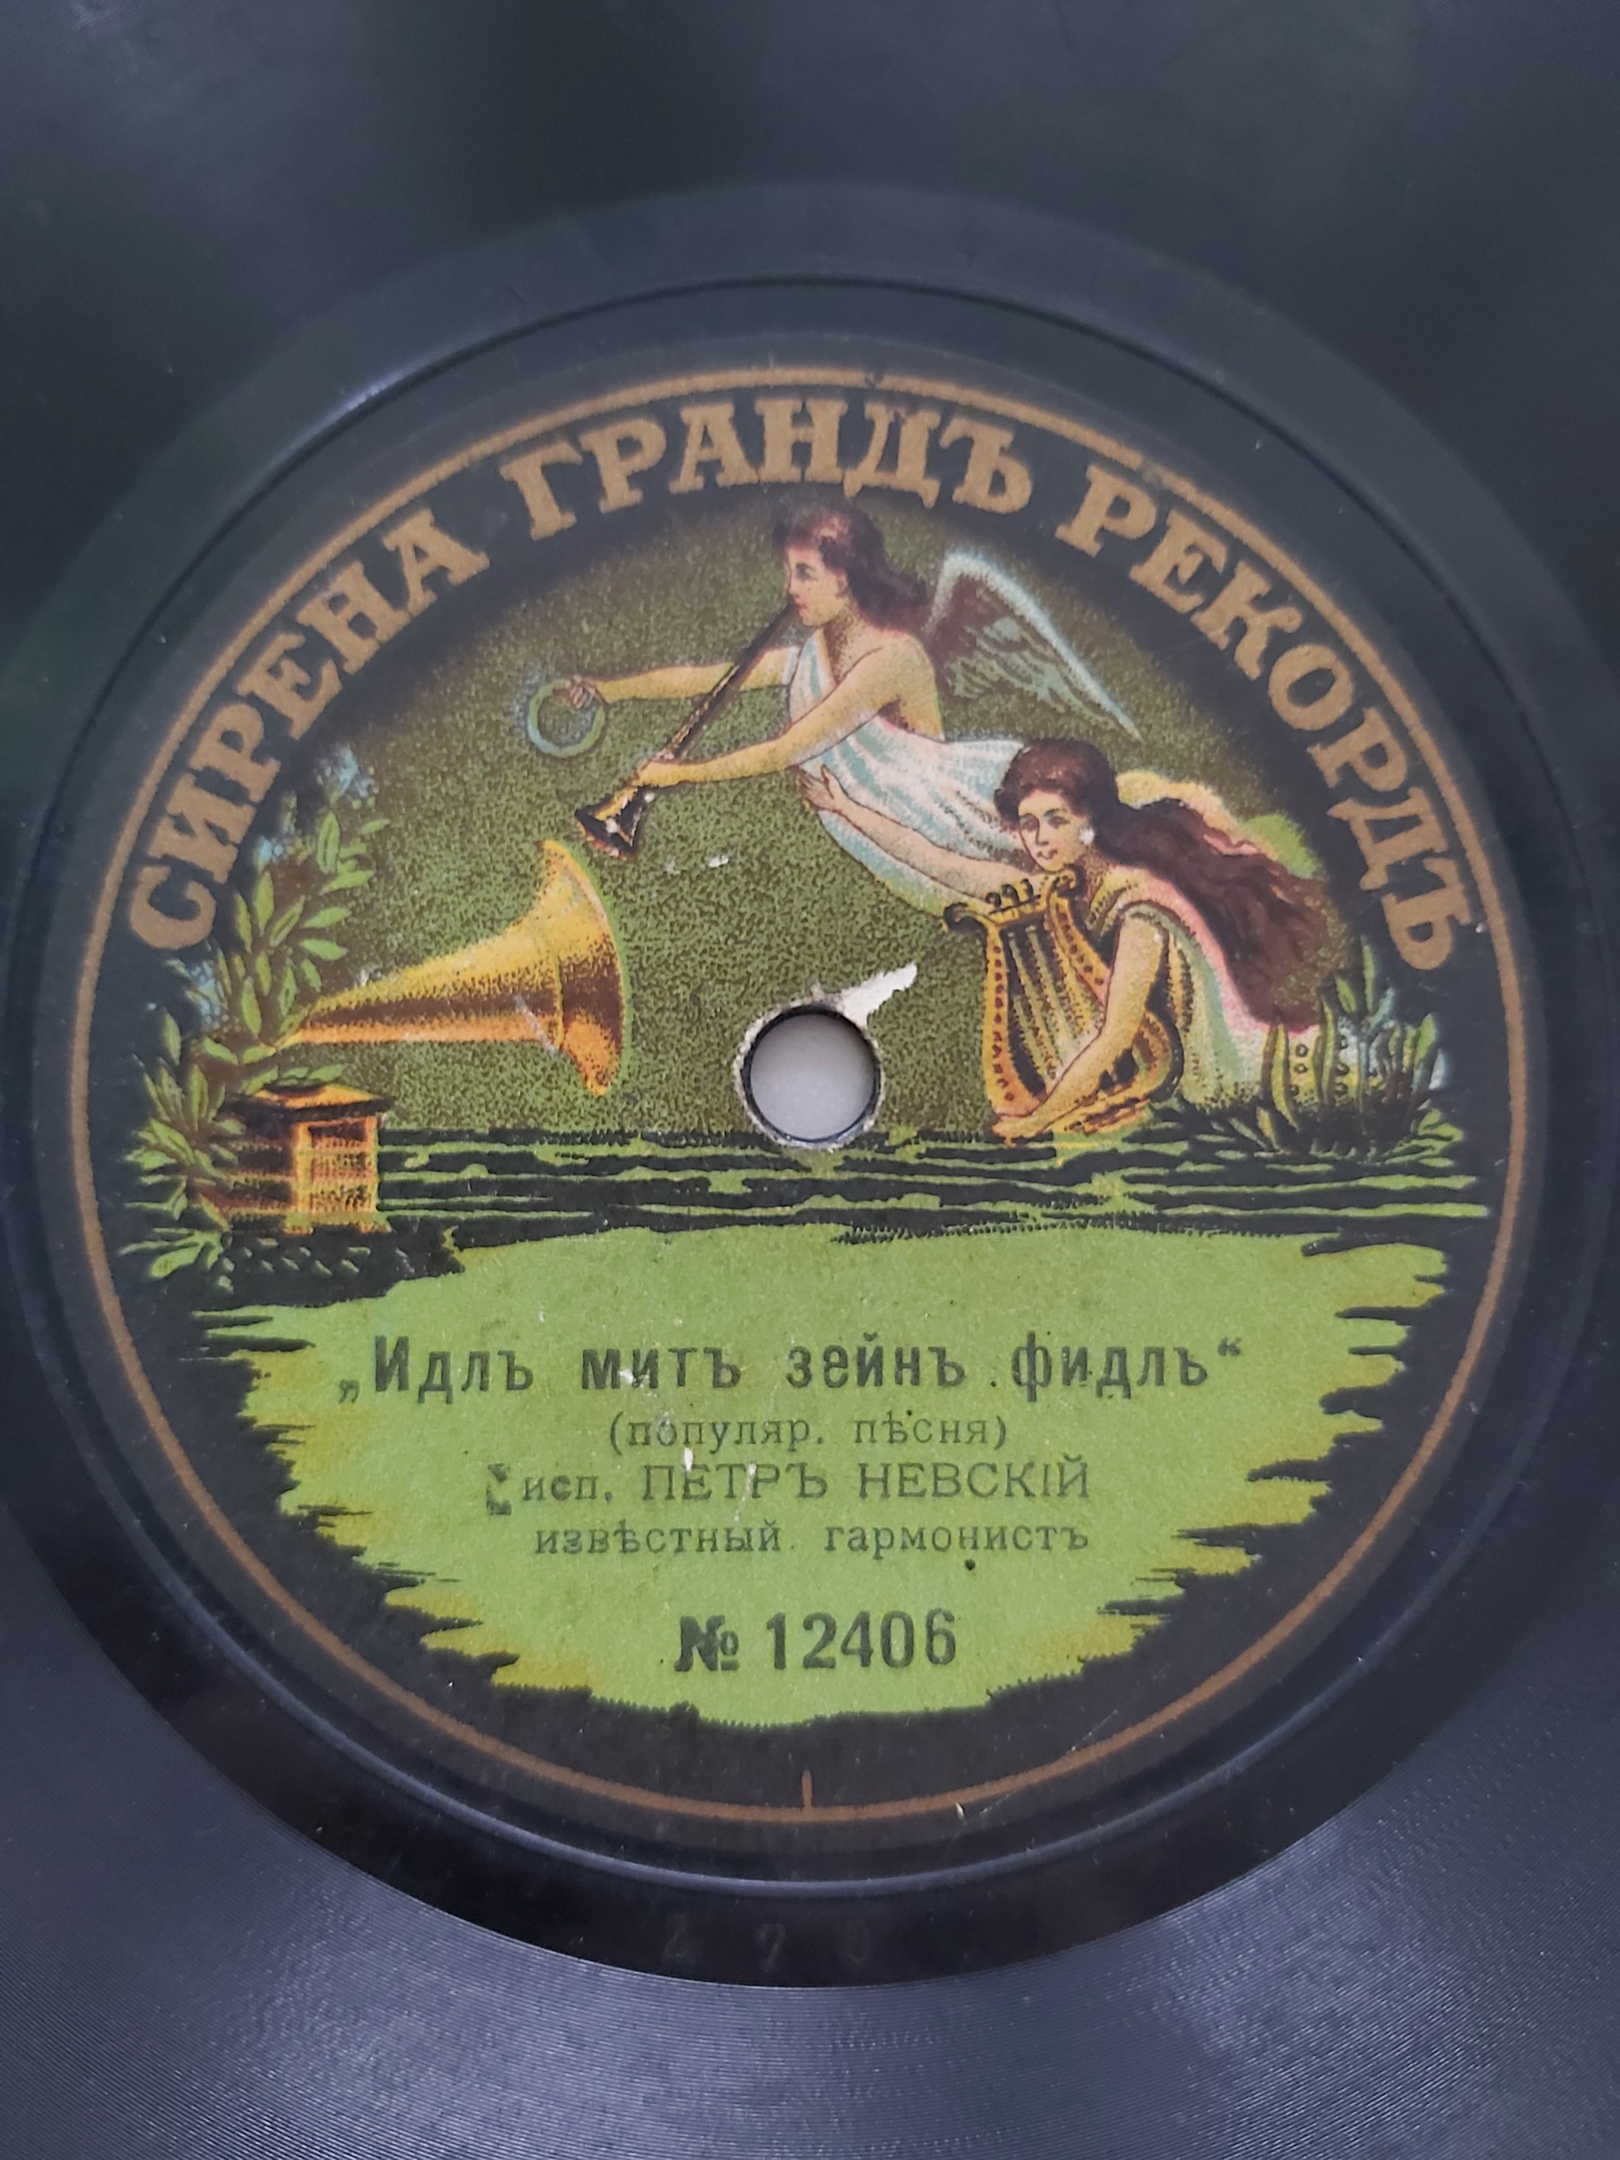 СИРЕНА ГРАНДЪ РЕКОРДЪ
„Идлъ митъ зейнъ фидлъ“
(популяр. пѣсня)
исп. ПЕТРЪ НЕВСКІЙ
извѣстный гармонистъ
№ 12406